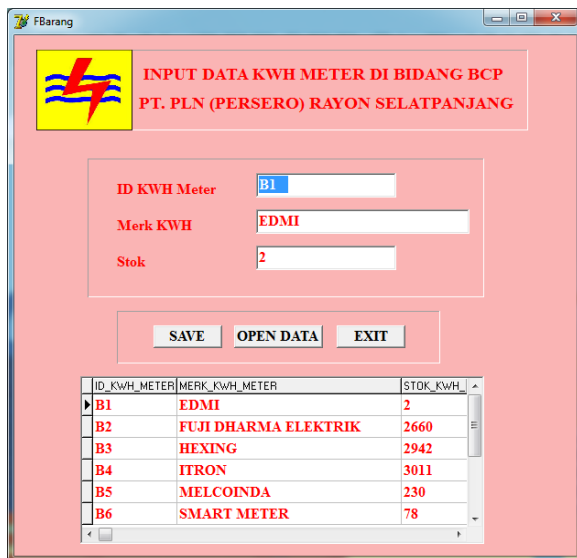 FBarang
INPUT DATA KWH METER DI BIDANG BCP
PT. PLN (PERSERO) RAYON SELATPANJANG
ID KWH Meter B1
Merk KWH EDMI
Stok 2
SAVE OPEN DATA EXIT
ID_KWH_METER MERK_KWH_METER STOK_KWH_
B1 EDMI 2
B2 FUJI DHARMA ELEKTRIK 2660
B3 HEXING 2942
B4 ITRON 3011
B5 MELCOINDA 230
B6 SMART METER 78